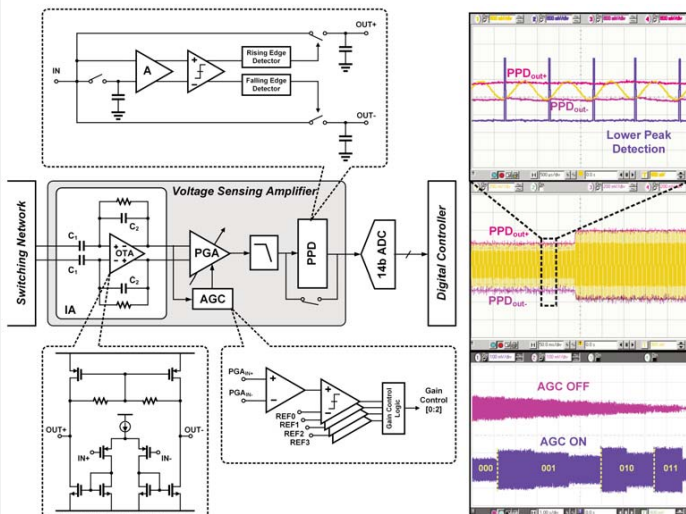 OUT+
IN
A
Rising Edge
Detector
Falling Edge
Detector
OUT-
Switching Network
Voltage Sensing Amplifier
C1
C1
C2
OTA
C2
IA
PGA
AGC
PPD
14b ADC
Digital Controller
OUT+
OUT-
IN+
IN-
PGAIN+
PGAIN-
REF0
REF1
REF2
REF3
Gain Control
Logic
Gain
Control
[0:2]
PPDout+
PPDout-
Lower Peak
Detection
PPDout+
PPDout-
AGC OFF
AGC ON
000
001
010
011